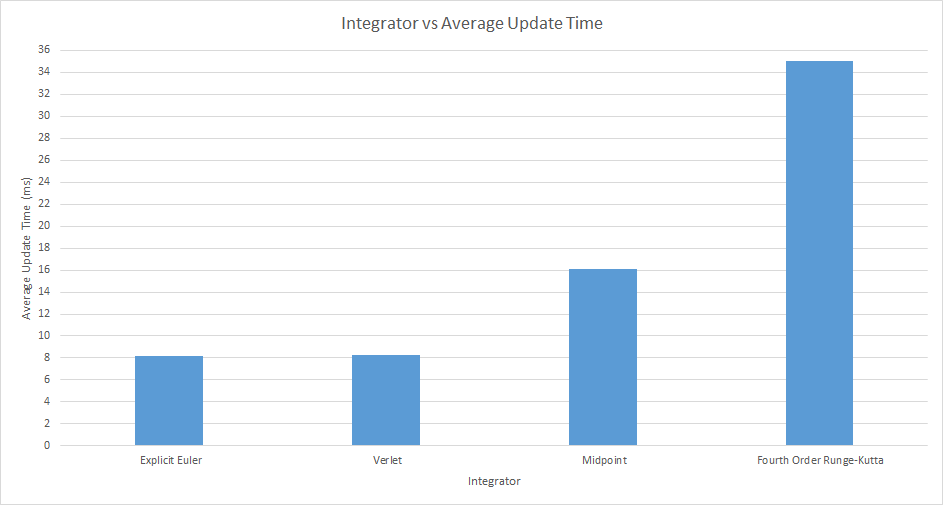 Integrator vs Average Update Time
36
34
32
30
28
26
24
22
20
18
16
14
12
10
8
6
4
2
0
Average Update Time (ms)
Explicit Euler
Verlet
Midpoint
Fourth Order Runge-Kutta
Integrator